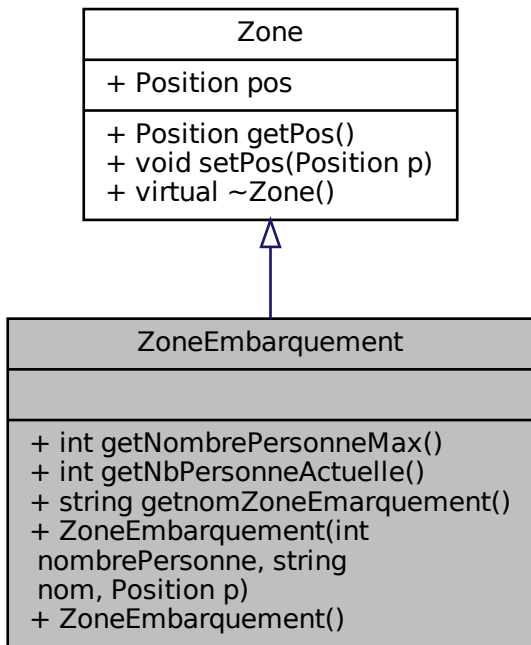 Zone
+ Position pos
+ Position getPos()
+ void setPos(Position p)
+ virtual ~Zone()
ZoneEmbarquement
+ int getNombrePersonneMax()
+ int getNbPersonneActuelle()
+ string getnomZoneEmarquement()
+ ZoneEmbarquement(int
nombrePersonne, string
nom, Position p)
+ ZoneEmbarquement()